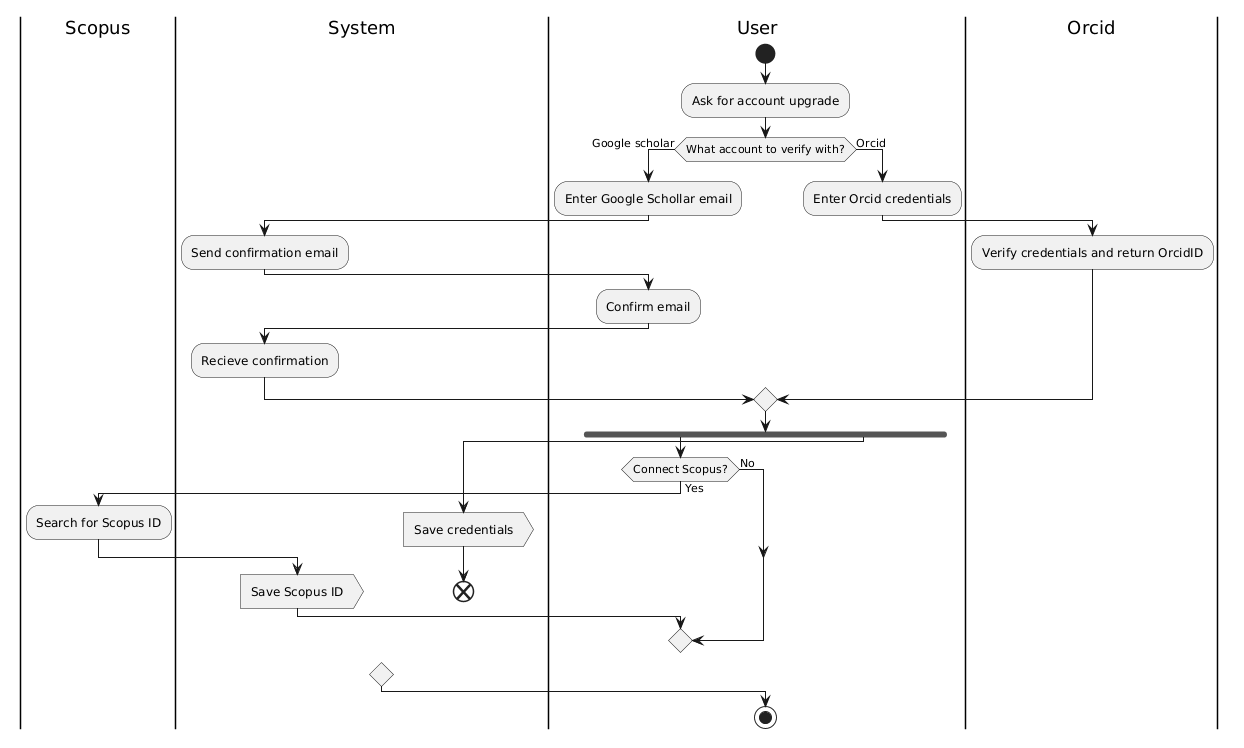 Scopus
System
User
Orcid
Ask for account upgrade
Google scholar
What account to verify with?
Orcid
Enter Google Schollar email
Enter Orcid credentials
Send confirmation email
Verify credentials and return OrcidID
Confirm email
Recieve confirmation
Connect Scopus?
No
Yes
Search for Scopus ID
Save credentials
Save Scopus ID